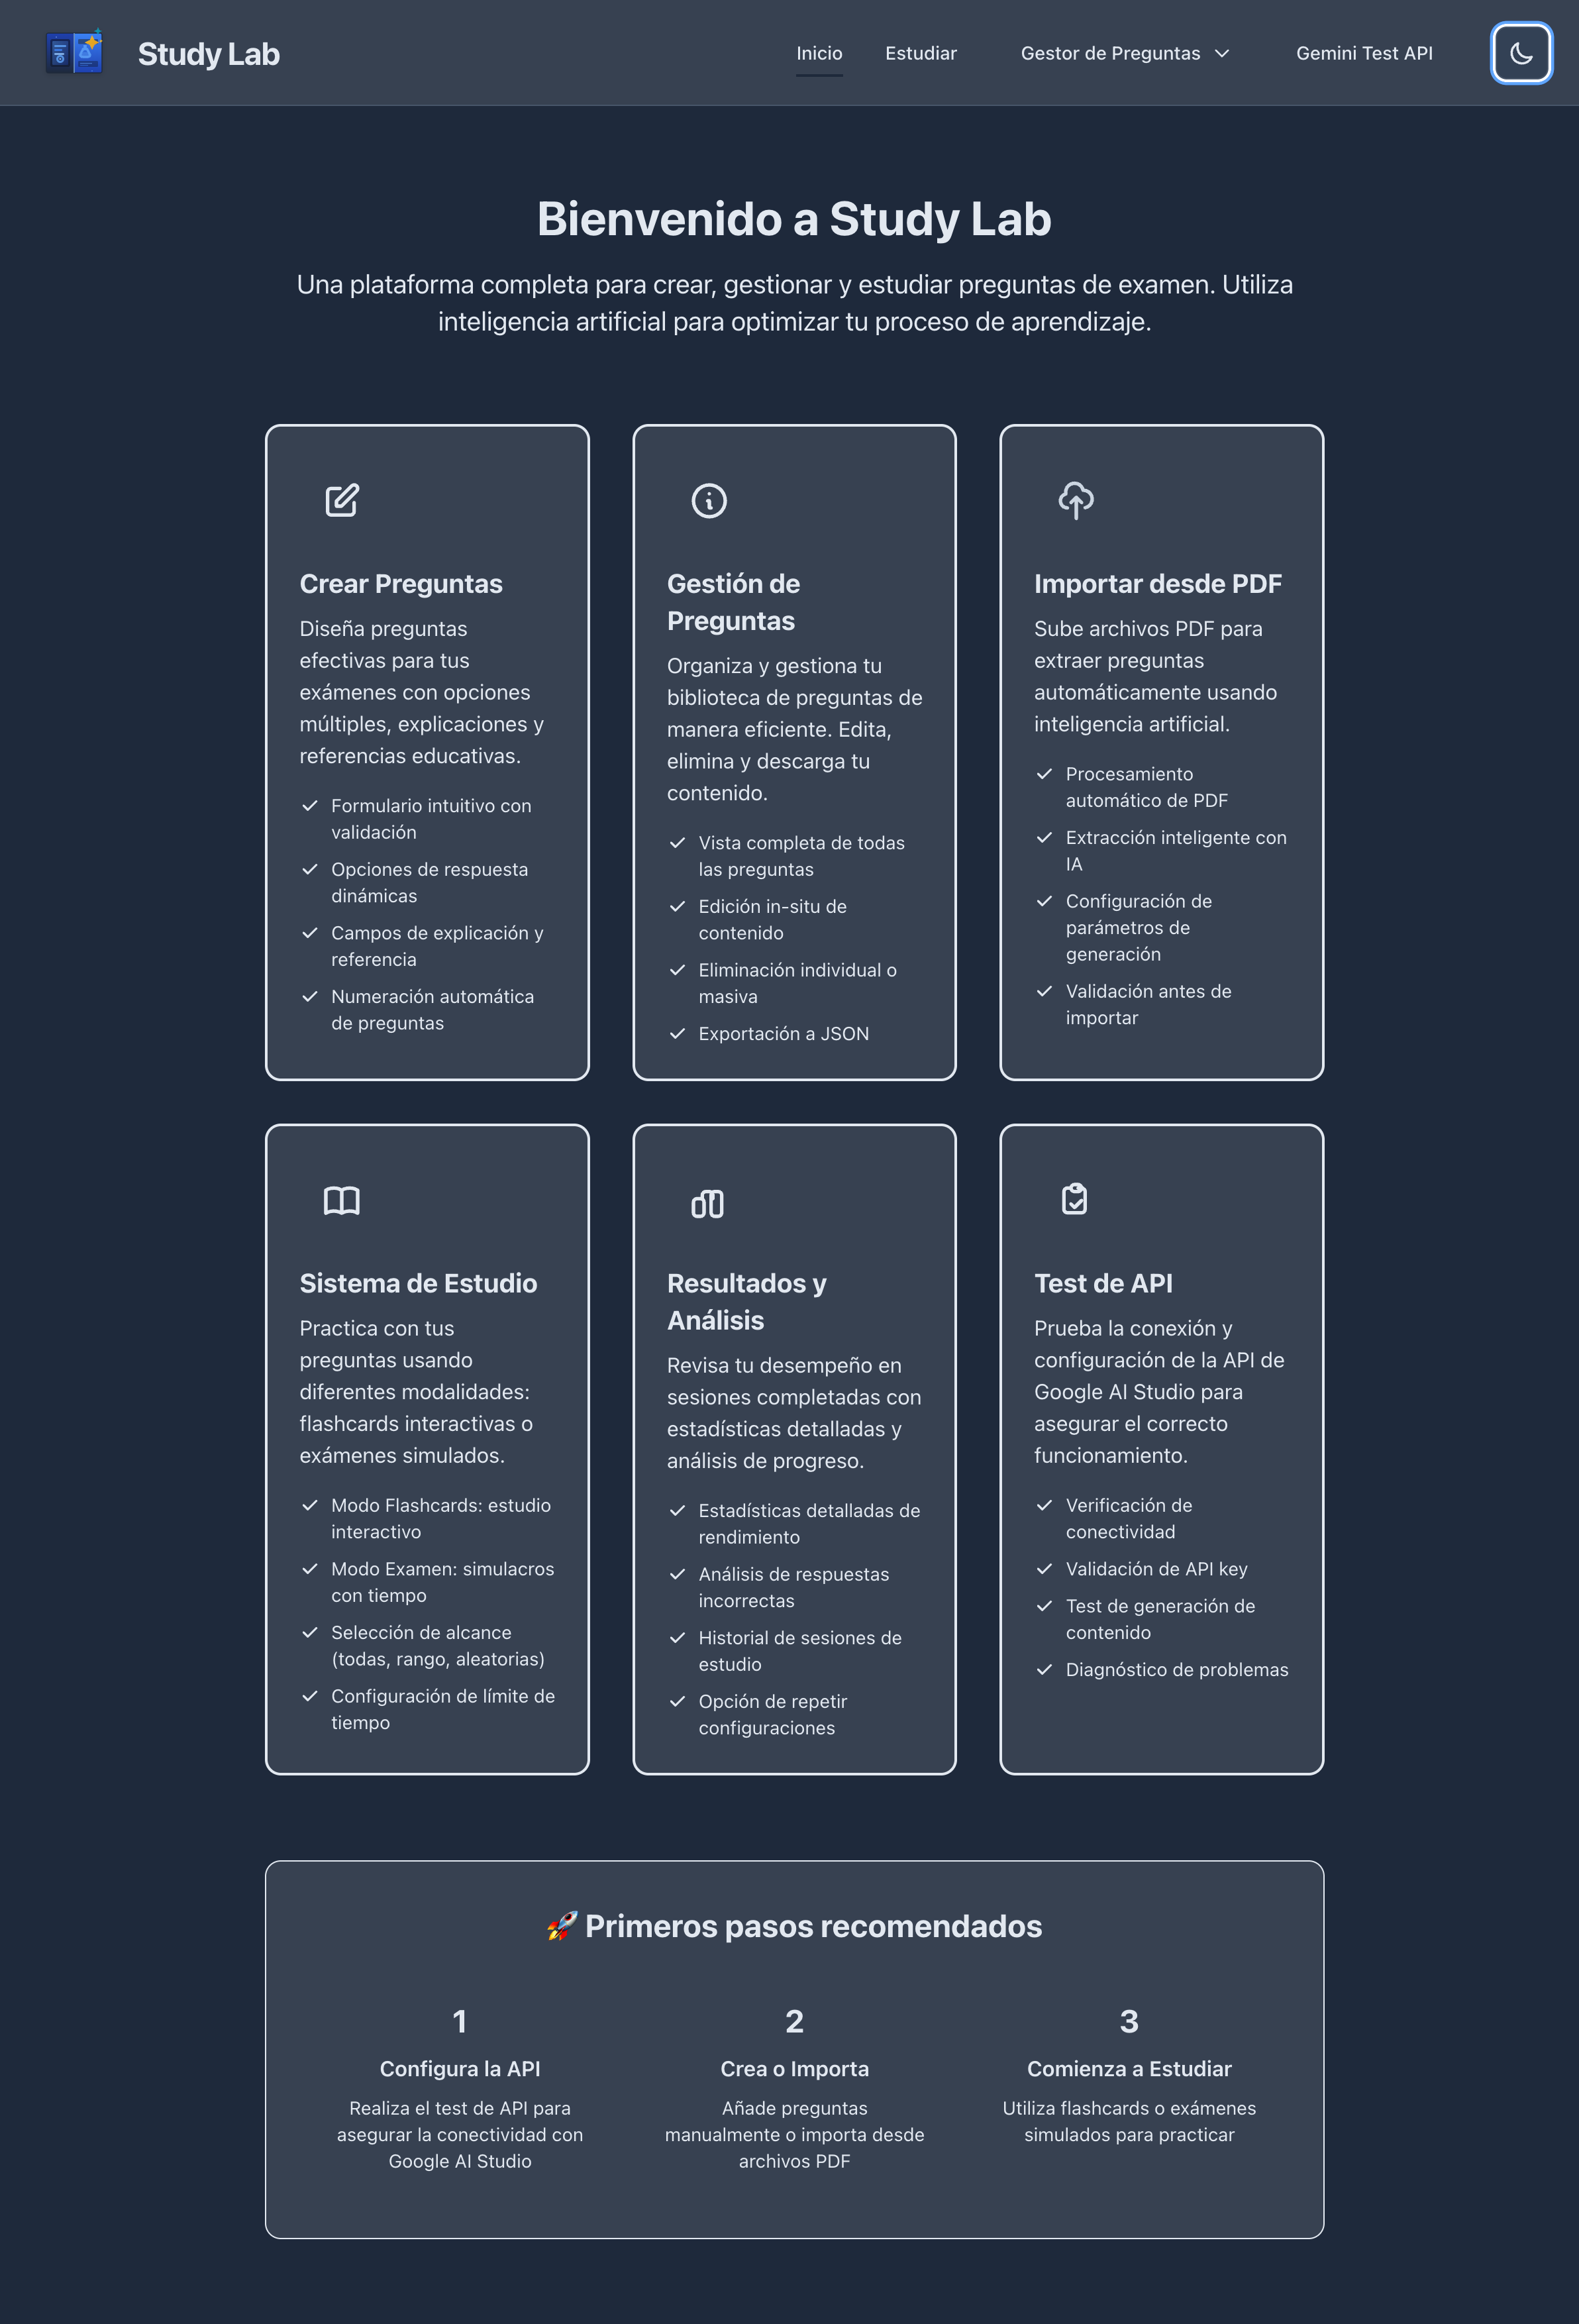 Study Lab
Inicio
Estudiar
Gestor de Preguntas
Gemini Test API
Bienvenido a Study Lab
Una plataforma completa para crear, gestionar y estudiar preguntas de examen. Utiliza
inteligencia artificial para optimizar tu proceso de aprendizaje.
Crear Preguntas
Diseña preguntas
efectivas para tus
exámenes con opciones
múltiples, explicaciones y
referencias educativas.
Formulario intuitivo con
validación
Opciones de respuesta
dinámicas
Campos de explicación y
referencia
Numeración automática
de preguntas
Gestión de
Preguntas
Organiza y gestiona tu
biblioteca de preguntas de
manera eficiente. Edita,
elimina y descarga tu
contenido.
Vista completa de todas
las preguntas
Edición in-situ de
contenido
Eliminación individual o
masiva
Exportación a JSON
Importar desde PDF
Sube archivos PDF para
extraer preguntas
automáticamente usando
inteligencia artificial.
Procesamiento
automático de PDF
Extracción inteligente con
IA
Configuración de
parámetros de
generación
Validación antes de
importar
Sistema de Estudio
Practica con tus
preguntas usando
diferentes modalidades:
flashcards interactivas o
exámenes simulados.
Modo Flashcards: estudio
interactivo
Modo Examen: simulacros
con tiempo
Selección de alcance
(todas, rango, aleatorias)
Configuración de límite de
tiempo
Resultados y
Análisis
Revisa tu desempeño en
sesiones completadas con
estadísticas detalladas y
análisis de progreso.
Estadísticas detalladas de
rendimiento
Análisis de respuestas
incorrectas
Historial de sesiones de
estudio
Opción de repetir
configuraciones
Test de API
Prueba la conexión y
configuración de la API de
Google AI Studio para
asegurar el correcto
funcionamiento.
Verificación de
conectividad
Validación de API key
Test de generación de
contenido
Diagnóstico de problemas
🚀 Primeros pasos recomendados
1
Configura la API
Realiza el test de API para
asegurar la conectividad con
Google AI Studio
2
Crea o Importa
Añade preguntas
manualmente o importa desde
archivos PDF
3
Comienza a Estudiar
Utiliza flashcards o exámenes
simulados para practicar